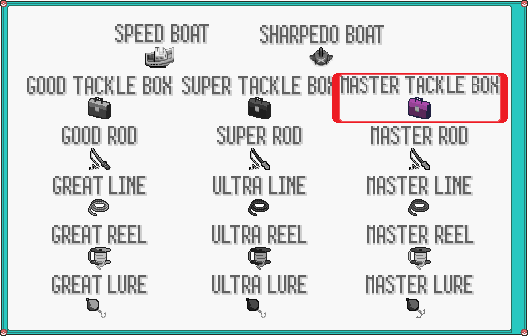 SPEED BOAT SHARPEDO BOAT
GOOD TACKLE BOX SUPER TACKLE BOX MASTER TACKLE BOX
GOOD ROD SUPER ROD MASTER ROD
GREAT LINE ULTRA LINE MASTER LINE
GREAT REEL ULTRA REEL MASTER REEL
GREAT LURE ULTRA LURE MASTER LURE